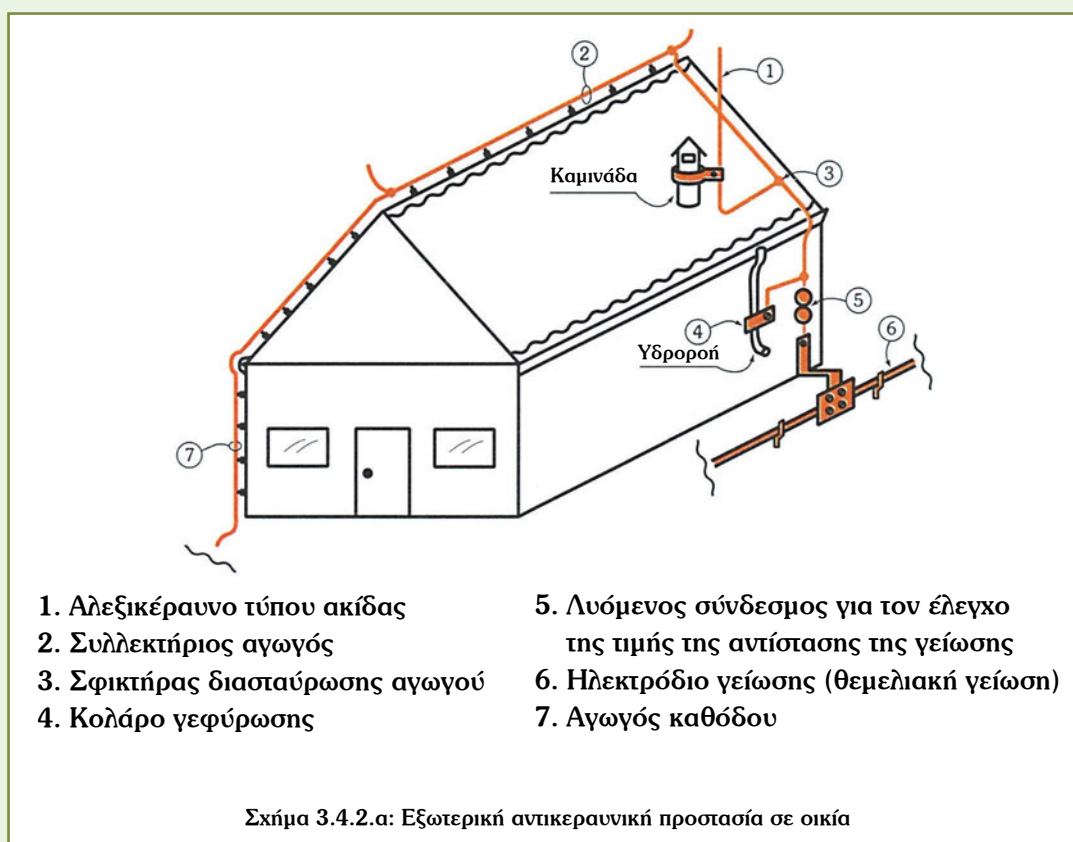 2
1
Καμινάδα
3
5
4
6
Υδροροή
7
1. Αλεξικέραυνο τύπου ακίδας
2. Συλλεκτήριος αγωγός
3. Σφικτήρας διασταύρωσης αγωγού
4. Κολάρο γεφύρωσης
5. Λυόμενος σύνδεσμος για τον έλεγχο
της τιμής της αντίστασης της γείωσης
6. Ηλεκτρόδιο γείωσης (θεμελιακή γείωση)
7. Αγωγός καθόδου
Σχήμα 3.4.2.α: Εξωτερική αντικεραυνική προστασία σε οικία